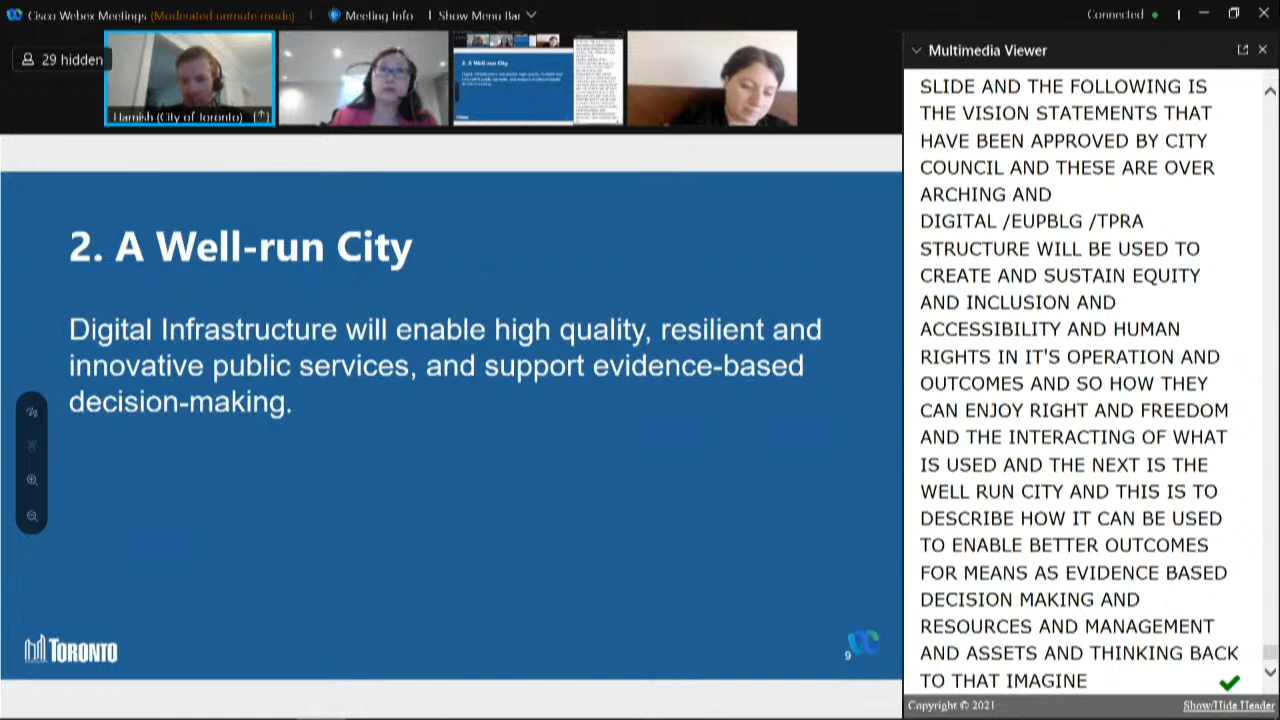 Cisco Webex Meetings (Moderated unmute mode) | Meeting Info | Show Menu Bar
Connected
29 hidden
Hamish (City of Toronto)
2. A Well-run City
Digital Infrastructure will enable high quality, resilient and
innovative public services, and support evidence-based
decision-making.
TORONTO
9
Multimedia Viewer
SLIDE AND THE FOLLOWING IS
THE VISION STATEMENTS THAT
HAVE BEEN APPROVED BY CITY
COUNCIL AND THESE ARE OVER
ARCHING AND
DIGITAL /EUPBLG /TPRA
STRUCTURE WILL BE USED TO
CREATE AND SUSTAIN EQUITY
AND INCLUSION AND
ACCESSIBILITY AND HUMAN
RIGHTS IN IT'S OPERATION AND
OUTCOMES AND SO HOW THEY
CAN ENJOY RIGHT AND FREEDOM
AND THE INTERACTING OF WHAT
IS USED AND THE NEXT IS THE
WELL RUN CITY AND THIS IS TO
DESCRIBE HOW IT CAN BE USED
TO ENABLE BETTER OUTCOMES
FOR MEANS AS EVIDENCE BASED
DECISION MAKING AND
RESOURCES AND MANAGEMENT
AND ASSETS AND THINKING BACK
TO THAT IMAGINE
Copyright © 2021
Show/Hide Header